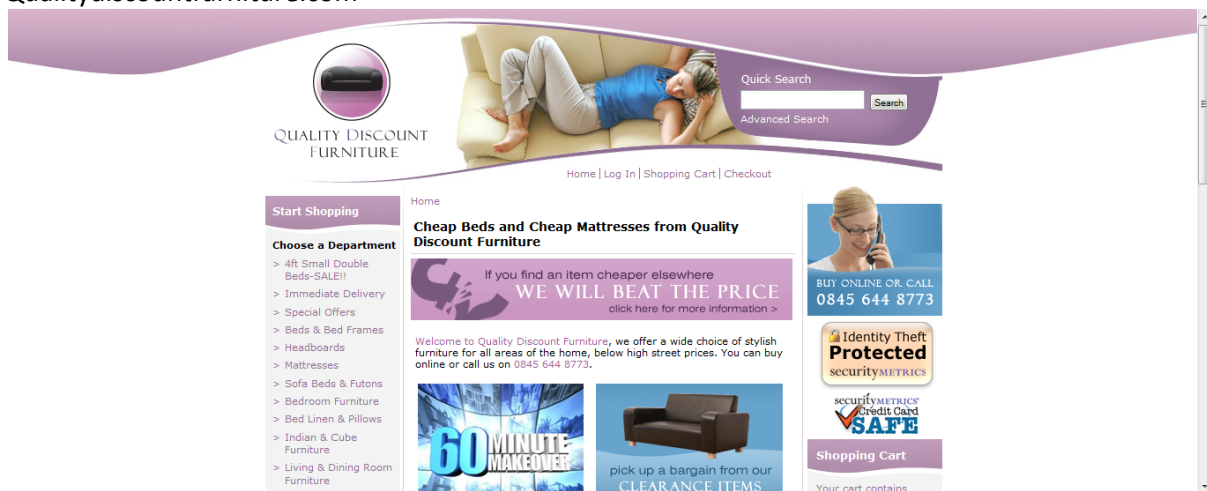 Qualitydiscountfurniture.com
QUALITY DISCOUNT
FURNITURE
Quick Search
Search
Advanced Search
Home | Log In | Shopping Cart | Checkout
Start Shopping
Choose a Department
> 4ft Small Double
Beds-SALE!!
> Immediate Delivery
> Special Offers
> Beds & Bed Frames
> Headboards
> Mattresses
> Sofa Beds & Futons
> Bedroom Furniture
> Bed Linen & Pillows
> Indian & Cube
Furniture
> Living & Dining Room
Furniture
Home
Cheap Beds and Cheap Mattresses from Quality
Discount Furniture
If you find an item cheaper elsewhere
WE WILL BEAT THE PRICE
click here for more information >
Welcome to Quality Discount Furniture, we offer a wide choice of stylish
furniture for all areas of the home, below high street prices. You can buy
online or call us on 0845 644 8773.
60 MINUTE
MAKEOVER
pick up a bargain from our
CLEARANCE ITEMS
BUY ONLINE OR CALL
0845 644 8773
Identity Theft
Protected
securityMETRICS
securityMETRICS
Credit Card
SAFE
Shopping Cart
Your cart contains